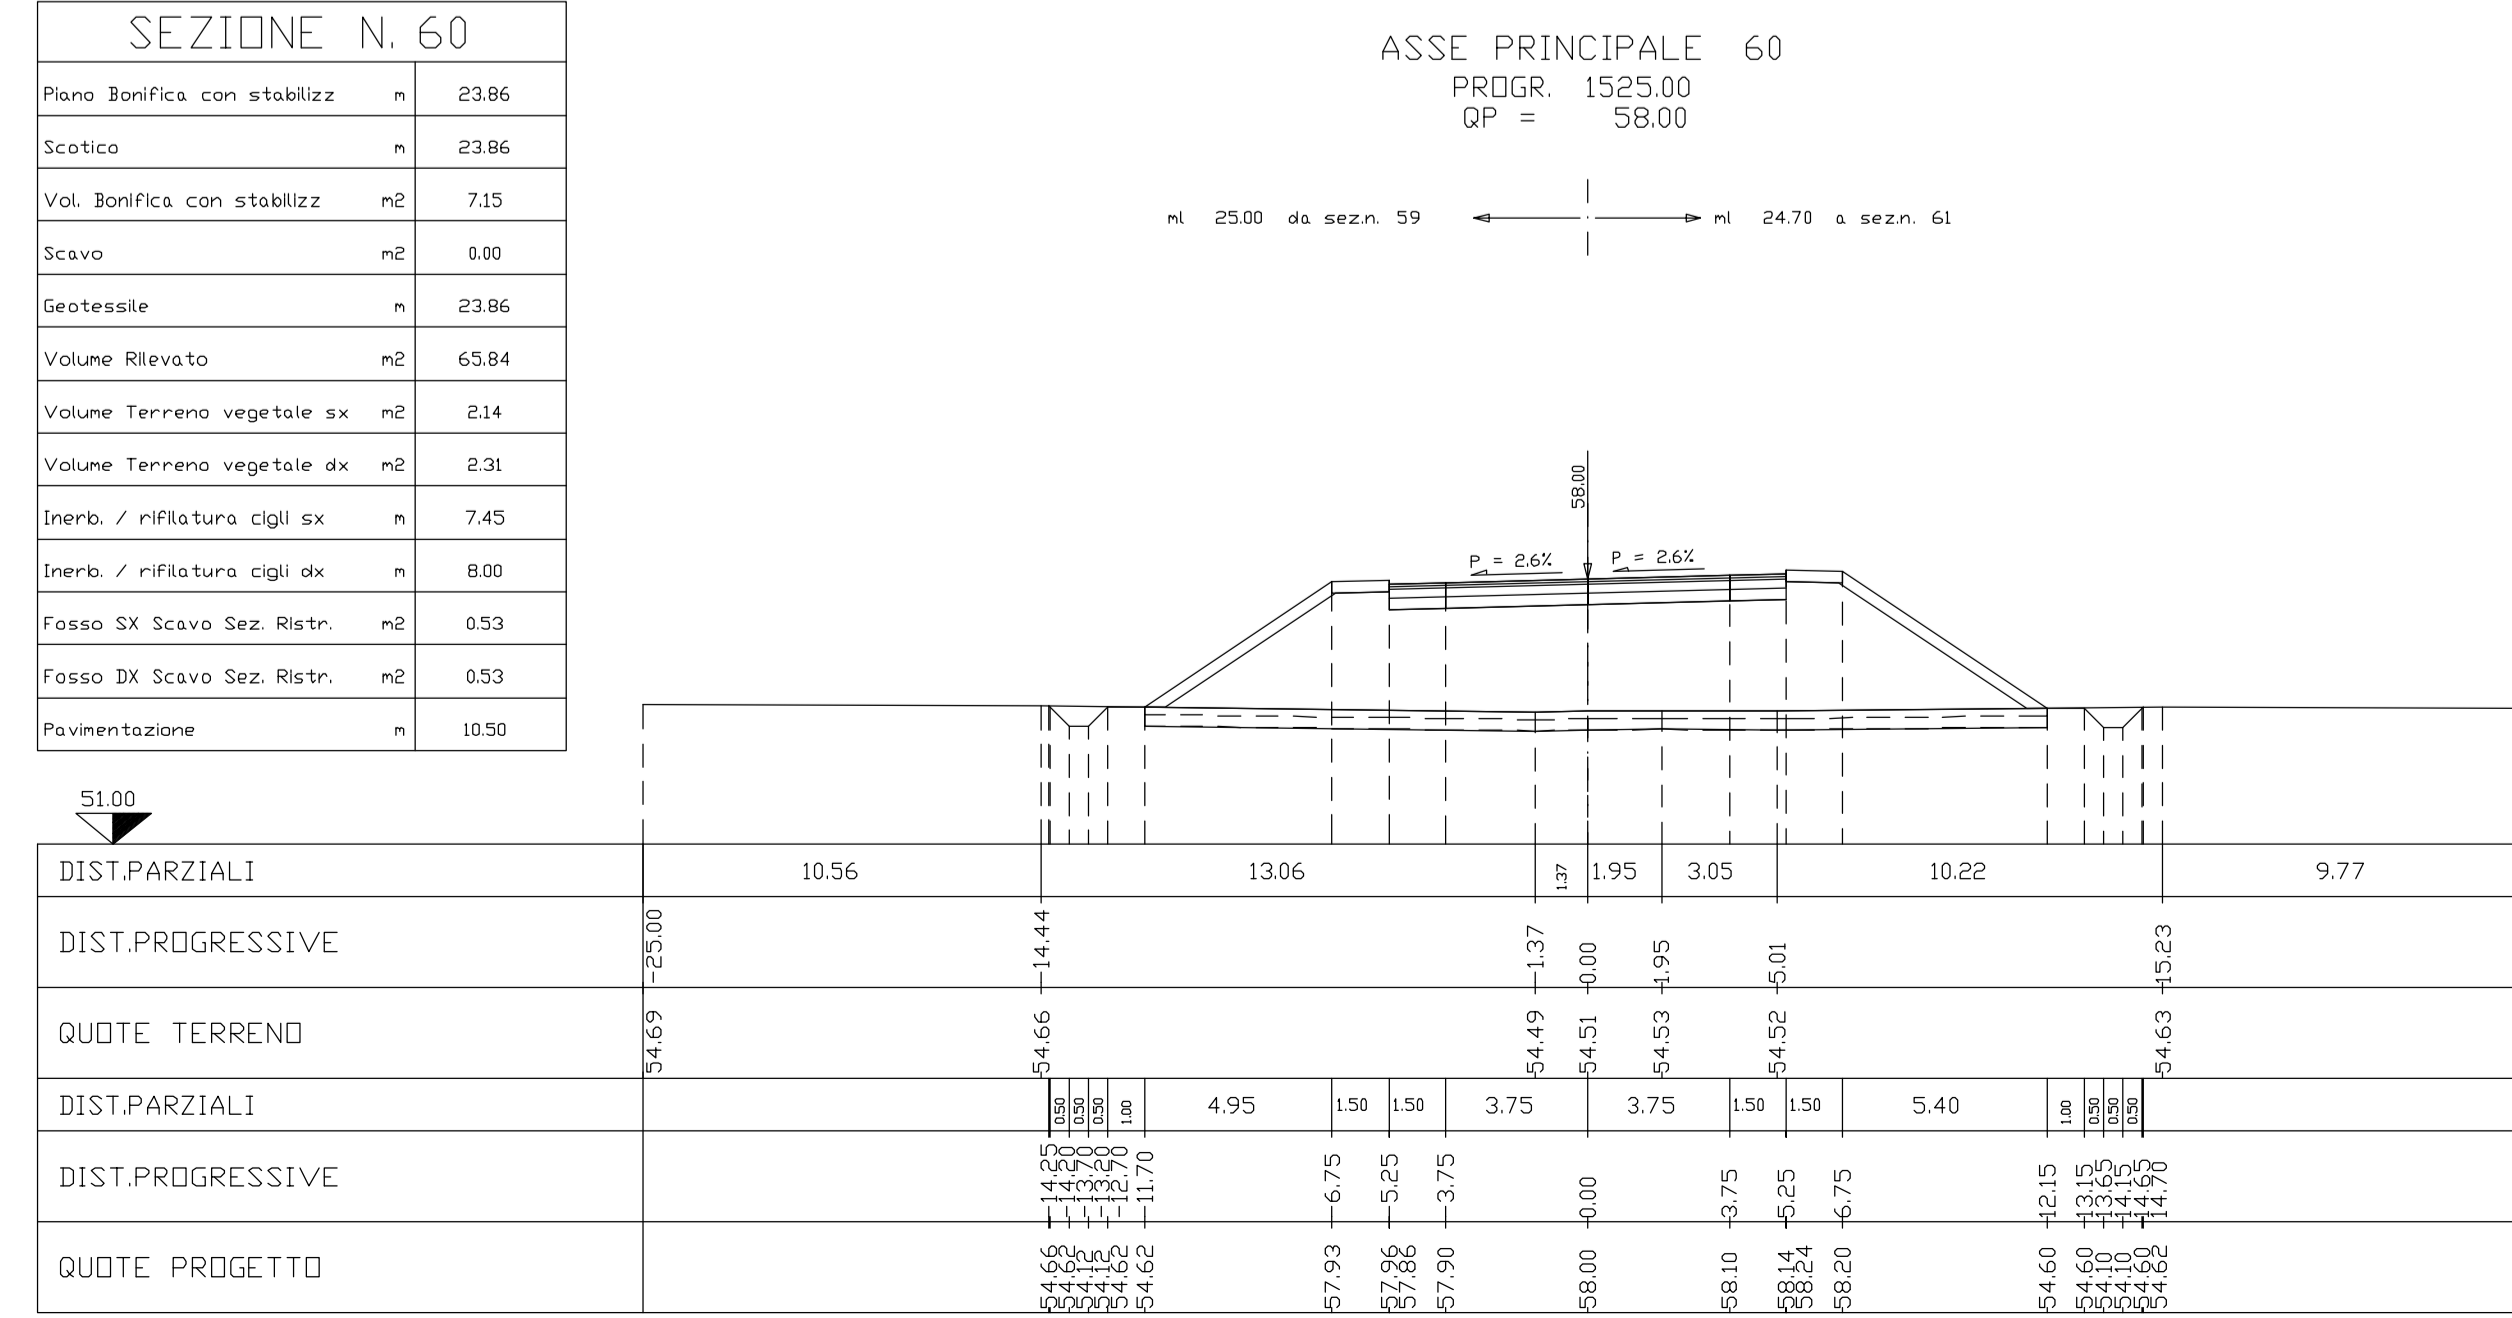 SEZIONE N. 60
Piano Bonifica con stabilizz m 23.86
Scotico m 23.86
Vol. Bonifica con stabilizz m2 7.15
Scavo m2 0.00
Geotessile m 23.86
Volume Rilevato m2 65.84
Volume Terreno vegetale sx m2 2.14
Volume Terreno vegetale dx m2 2.31
Inerb. / rifilatura cigli sx m 7.45
Inerb. / rifilatura cigli dx m 8.00
Fosso SX Scavo Sez. Ristr. m2 0.53
Fosso DX Scavo Sez. Ristr. m2 0.53
Pavimentazione m 10.50
ASSE PRINCIPALE 60
PROGR. 1525.00
QP = 58.00
ml 25.00 da sez.n. 59
ml 24.70 a sez.n. 61
58.00
P = 2.6%
P = 2.6%
51.00
DIST.PARZIALI 10.56 13.06 1.37 1.95 3.05 10.22 9.77
DIST.PROGRESSIVE -25.00 -14.44 -1.37 0.00 1.95 5.01 15.23
QUOTE TERRENO 54.69 54.66 54.49 54.51 54.53 54.52 54.63
DIST.PARZIALI 0.50 0.50 0.50 1.00 4.95 1.50 1.50 3.75 3.75 1.50 1.50 5.40 1.00 0.50 0.50 0.50
DIST.PROGRESSIVE -14.25 -14.20 -13.70 -13.20 -12.70 -11.70 -6.75 -5.25 -3.75 0.00 3.75 5.25 6.75 12.15 13.15 13.65 14.15 14.65 14.70
QUOTE PROGETTO 54.66 54.62 54.12 54.12 54.62 54.62 57.93 57.96 57.86 57.90 58.00 58.10 58.14 58.24 58.20 54.60 54.60 54.10 54.10 54.60 54.62